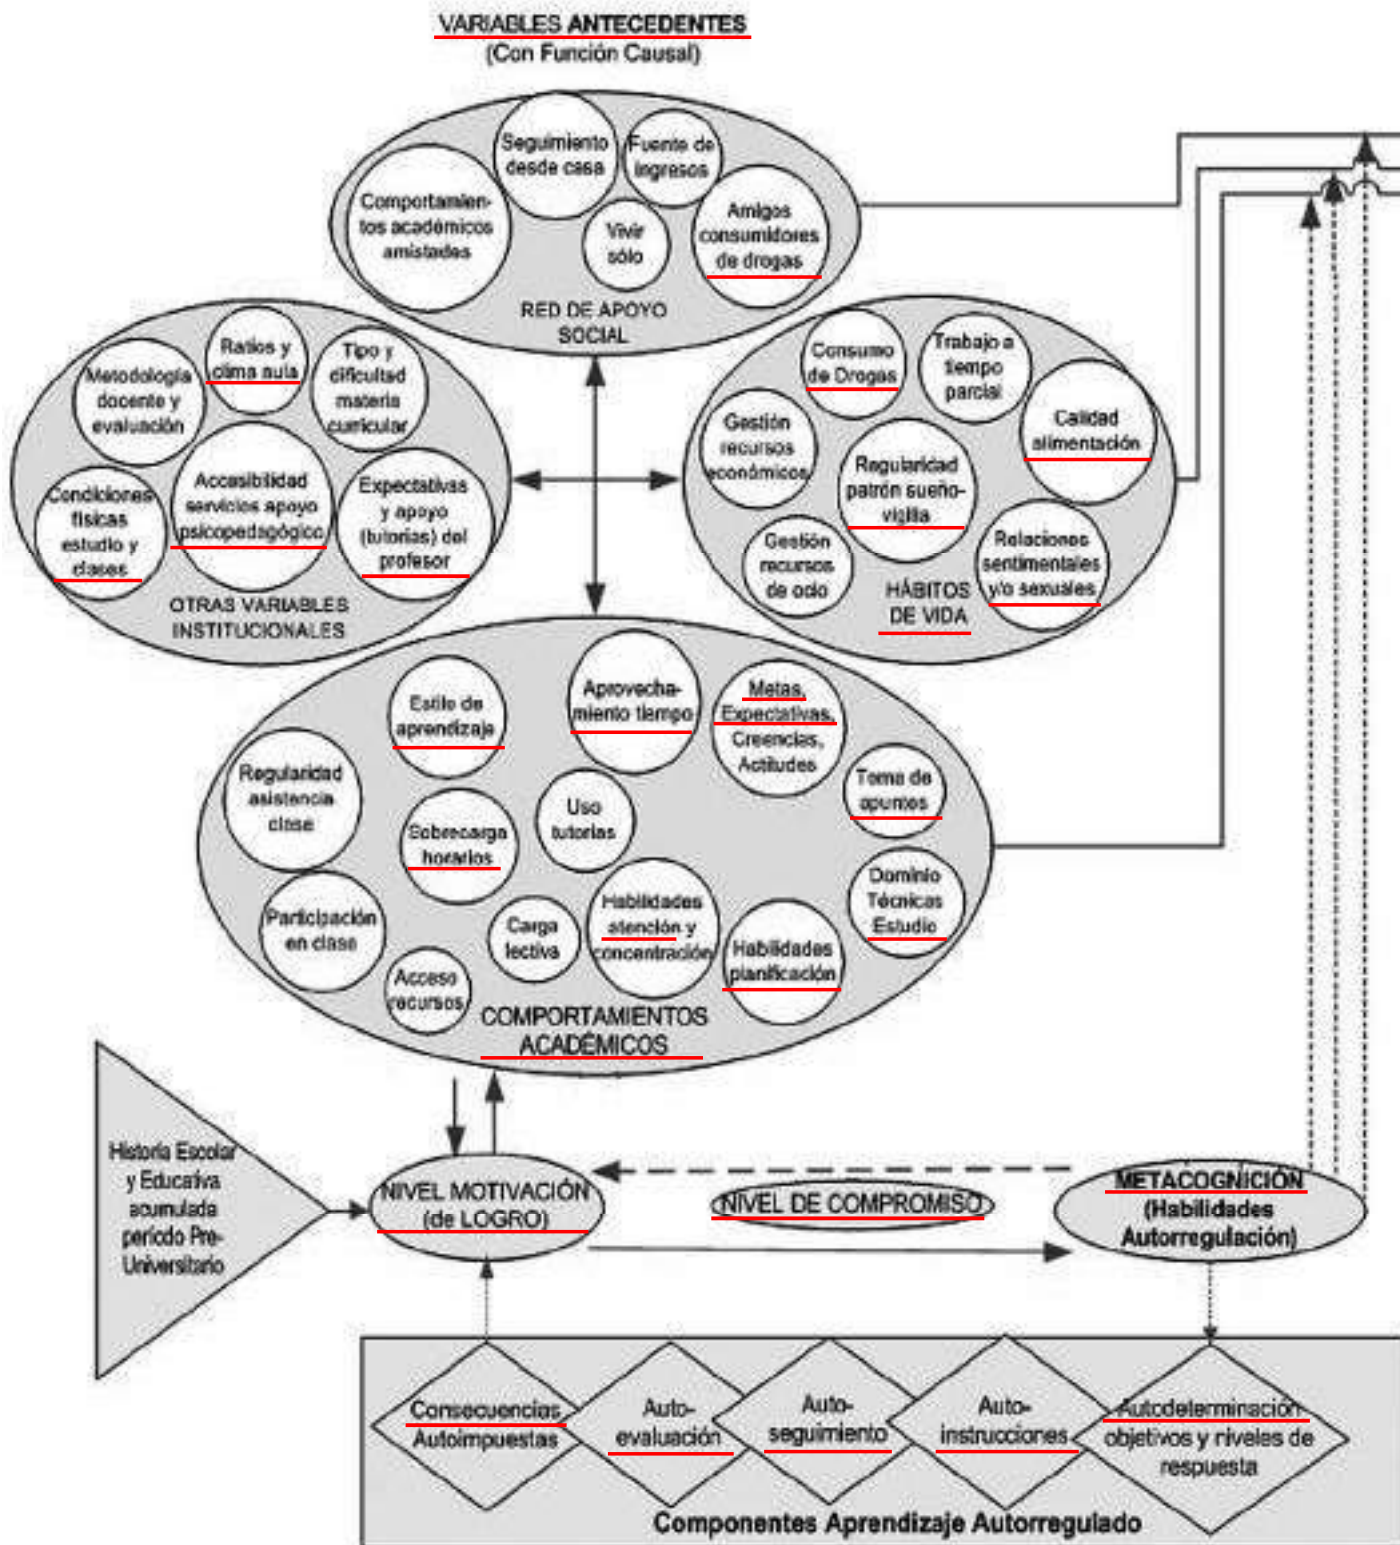 VARIABLES ANTECEDENTES
(Con Función Causal)
Seguimiento
desde casa
Fuente de
ingresos
Comportamien-
tos académicos
amistades
Vivir
sólo
Amigos
consumidores
de drogas
RED DE APOYO
SOCIAL
Metodología
docente y
evaluación
Ratios y
clima aula
Tipo y
dificultad
materia
curricular
Condiciones
físicas
estudio y
clases
Accesibilidad
servicios apoyo
psicopedagógico
Expectativas
y apoyo
(tutorias) del
profesor
OTRAS VARIABLES
INSTITUCIONALES
Consumo
de Drogas
Trabajo a
tiempo
parcial
Calidad
alimentación
Gestión
recursos
económicos
Regularidad
patrón sueño-
vigilia
Gestión
recursos
de ocio
Relaciones
sentimentales
y/o sexuales
HÁBITOS
DE VIDA
Estilo de
aprendizaje
Aprovecha-
miento tiempo
Metas,
Expectativas,
Creencias,
Actitudes
Regularidad
asistencia
clase
Sobrecarga
horarios
Uso
tutorias
Toma de
apuntes
Participación
en clase
Acceso
recursos
Carga
lectiva
Habilidades
atención y
concentración
Habilidades
planificación
Dominio
Técnicas
Estudio
COMPORTAMIENTOS
ACADÉMICOS
Historia Escolar
y Educativa
acumulada
período Pre-
Universitario
NIVEL MOTIVACIÓN
(de LOGRO)
NIVEL DE COMPROMISO
METACOGNICIÓN
(Habilidades
Autorregulación)
Consecuencias
Autoimpuestas
Auto-
evaluación
Auto-
seguimiento
Auto-
instrucciones
Autodeterminación
objetivos y niveles de
respuesta
Componentes Aprendizaje Autorregulado